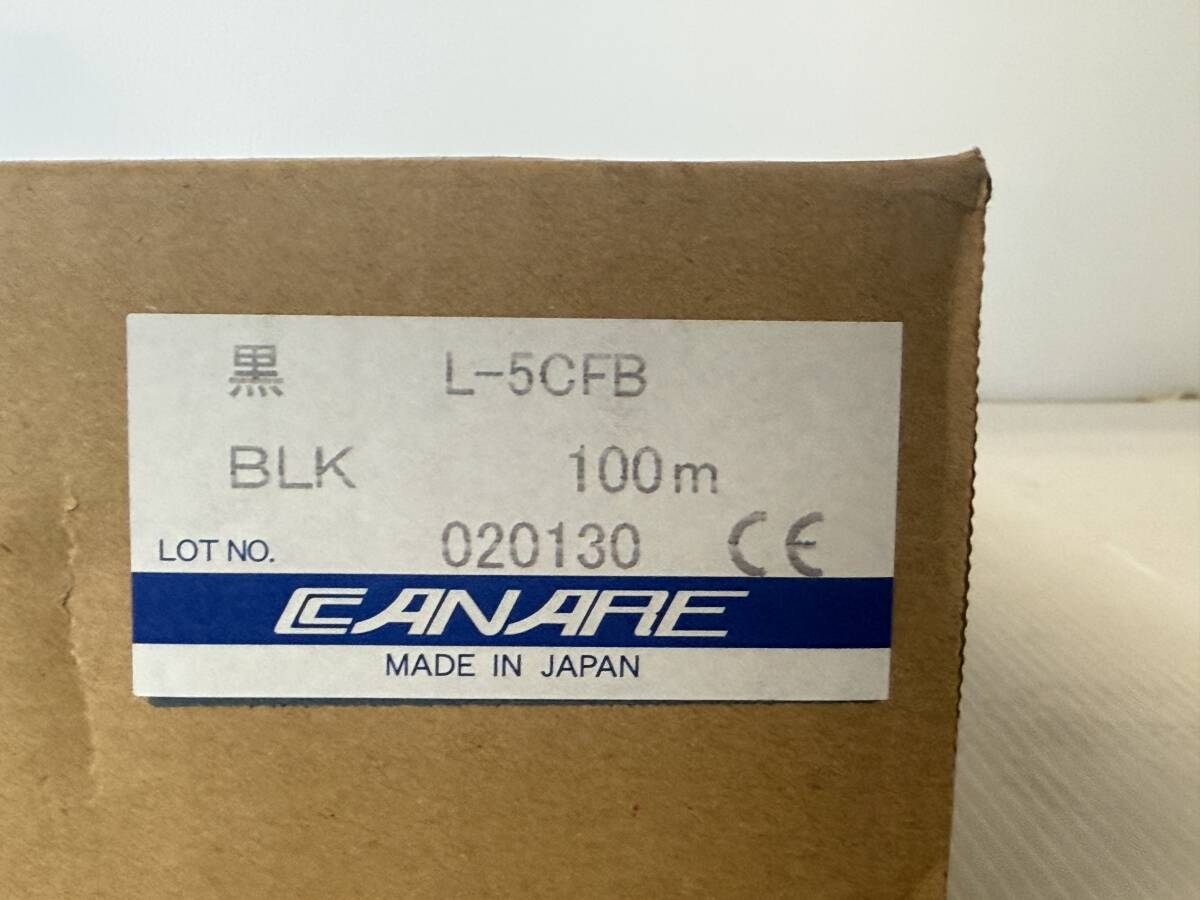 黒 L-5CFB
BLK 100m
LOT NO. 020130 CE
CANARE
MADE IN JAPAN